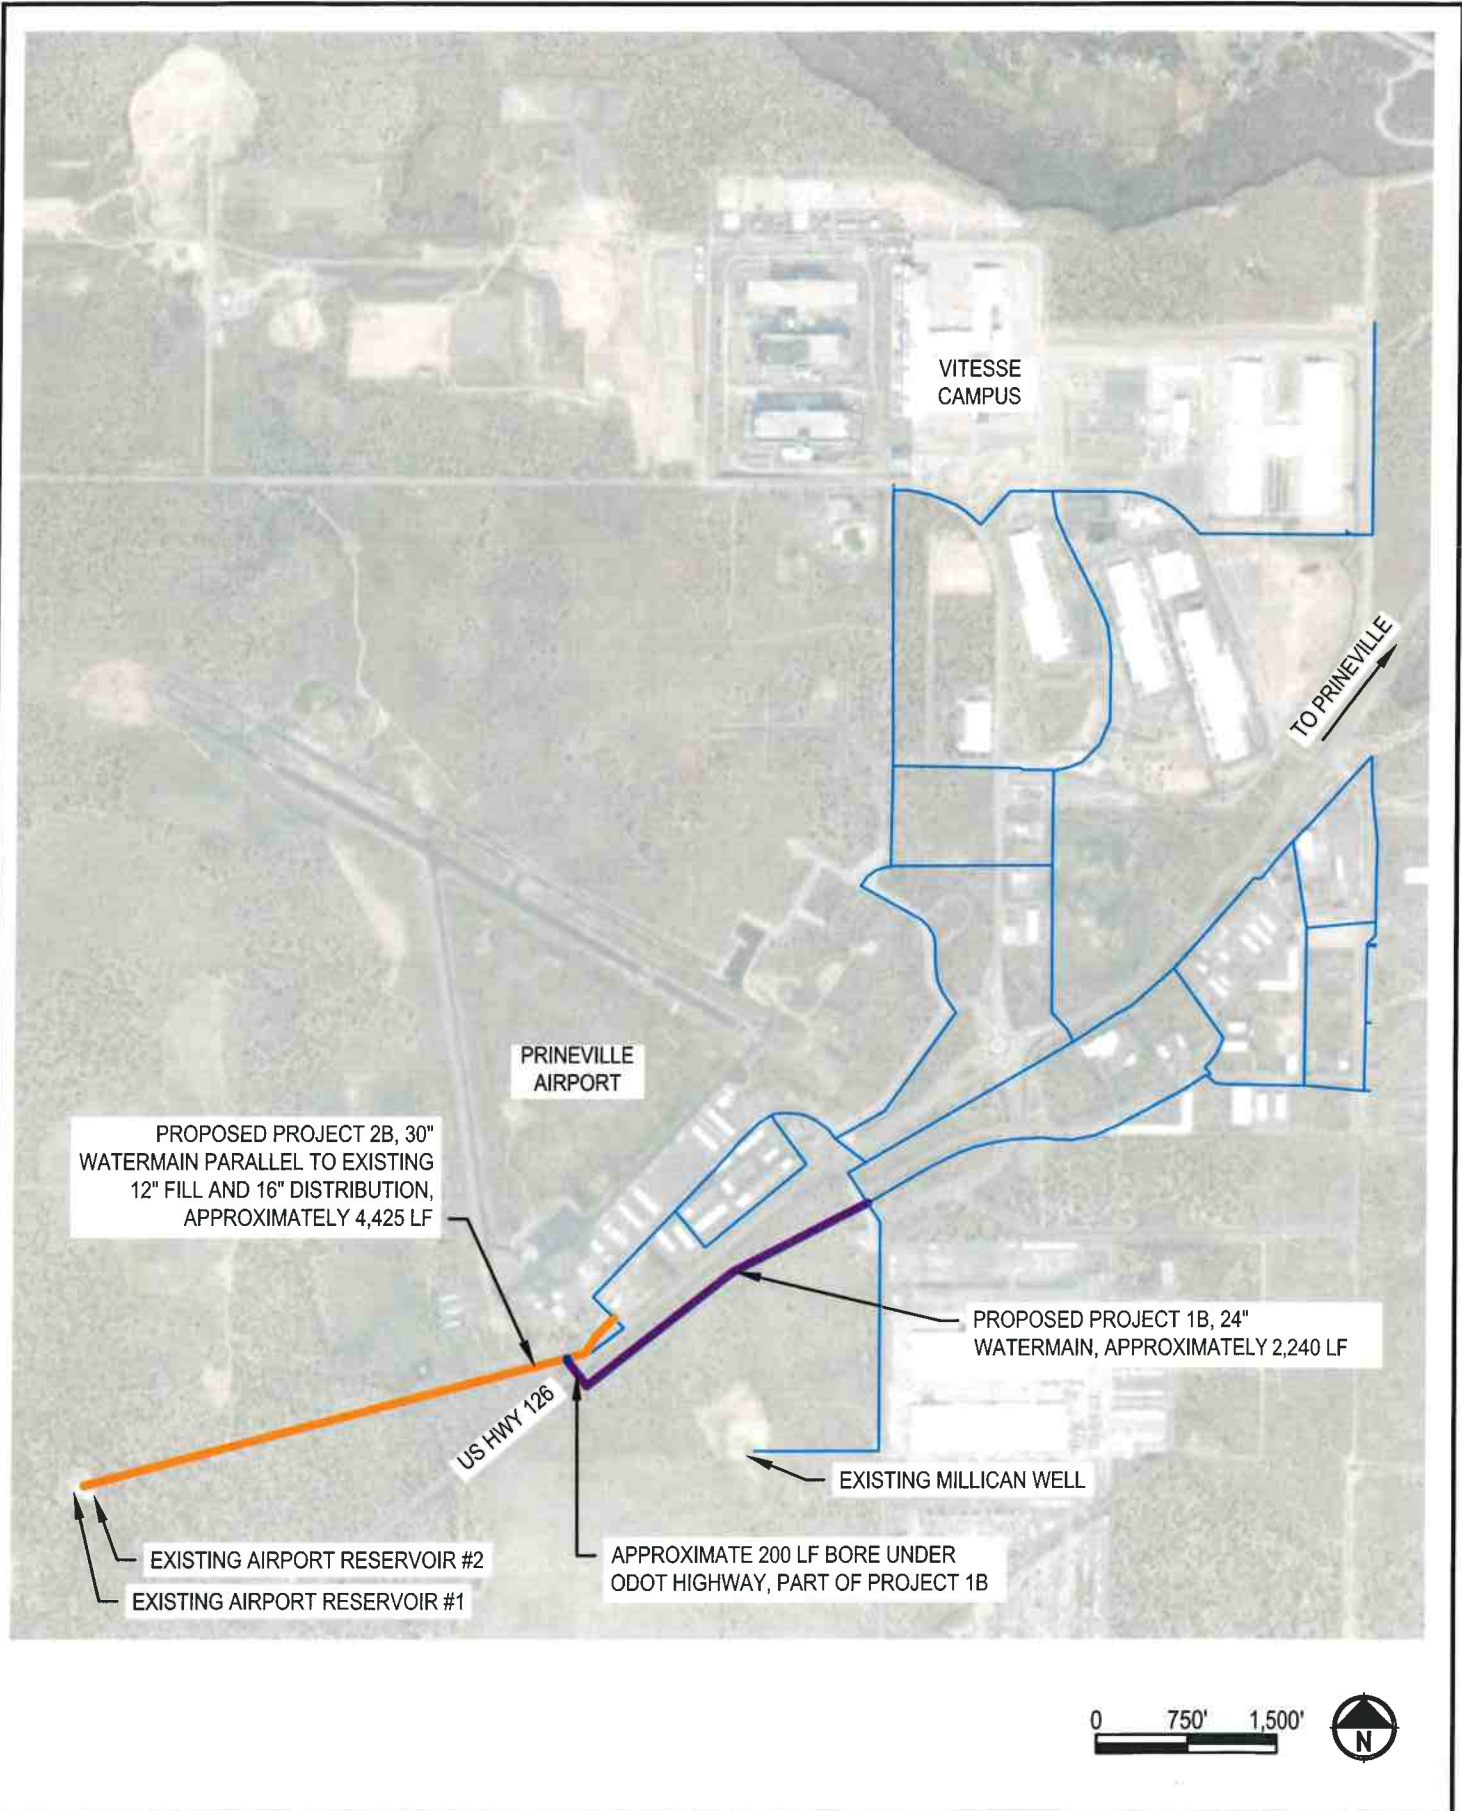 VITESSE
CAMPUS
TO PRINEVILLE
PRINEVILLE
AIRPORT
PROPOSED PROJECT 2B, 30"
WATERMAIN PARALLEL TO EXISTING
12" FILL AND 16" DISTRIBUTION,
APPROXIMATELY 4,425 LF
PROPOSED PROJECT 1B, 24"
WATERMAIN, APPROXIMATELY 2,240 LF
US HWY 126
EXISTING MILLICAN WELL
EXISTING AIRPORT RESERVOIR #2
EXISTING AIRPORT RESERVOIR #1
APPROXIMATE 200 LF BORE UNDER
ODOT HIGHWAY, PART OF PROJECT 1B
0 750' 1,500'
N